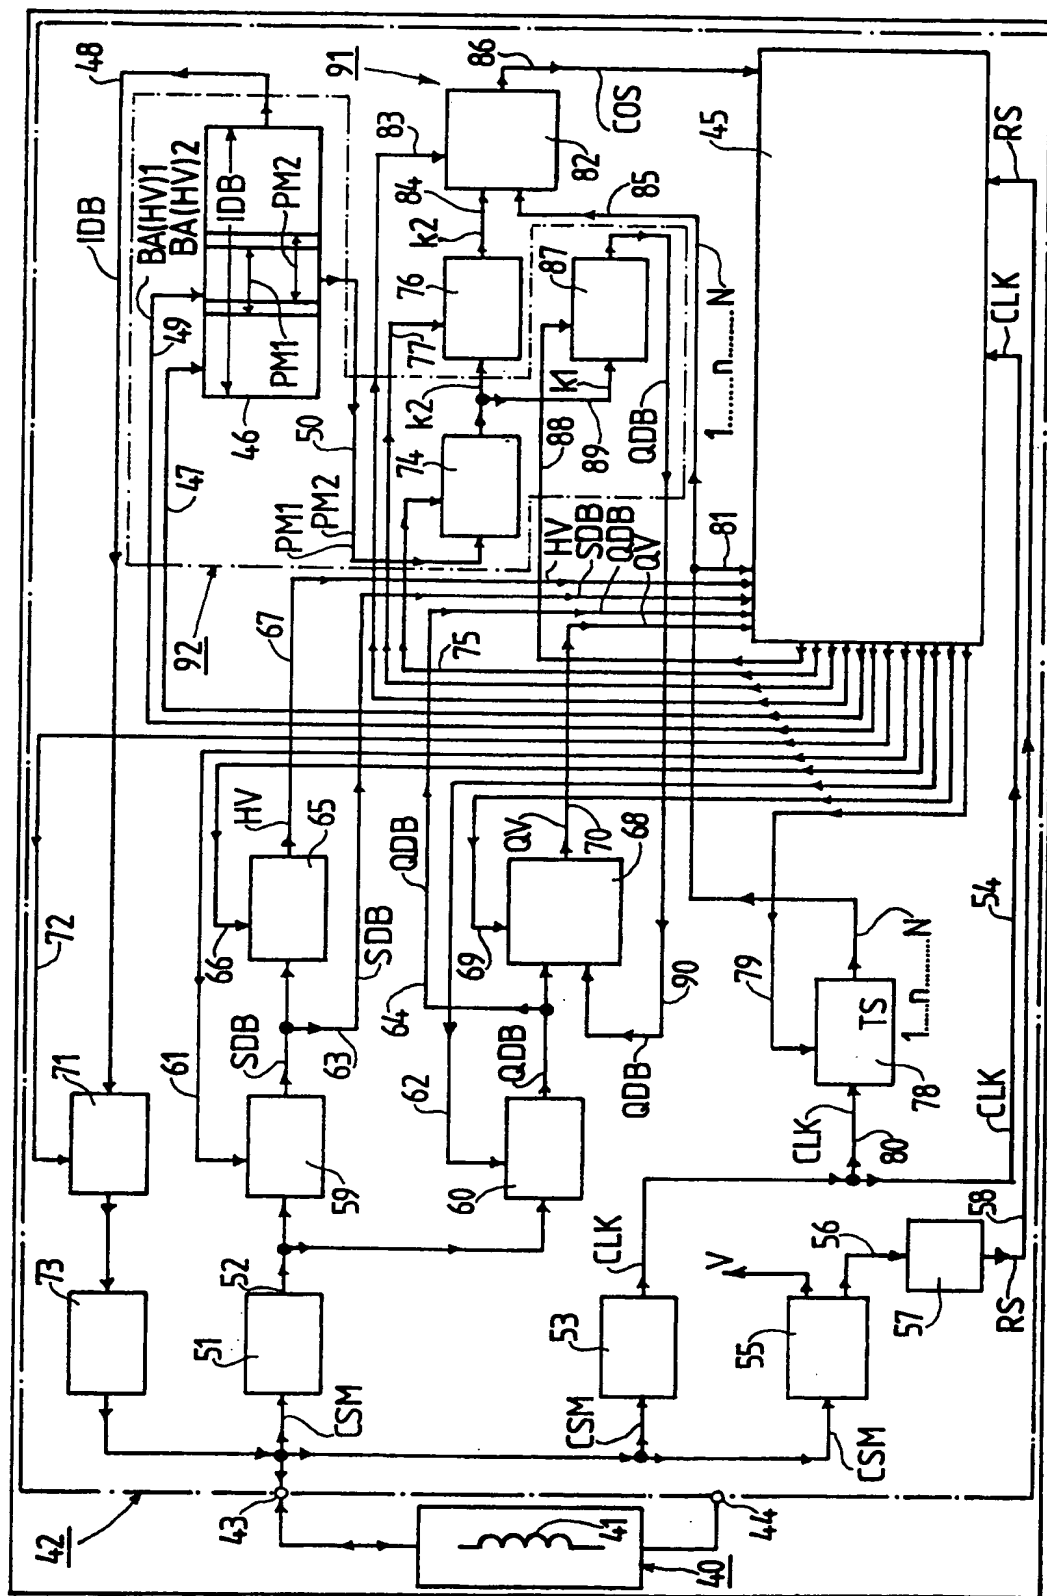 IDB
48
BA(HV)1
BA(HV)2
49
47
IDB
PM1
PM2
46
50
PM1
PM2
92
91
72
71
73
61
67
HV
65
66
SDB
SDB
63
59
52
51
CSM
42
43
41
40
44
83
84
k2
82
86
COS
85
76
77
k2
74
75
87
k1
88
89
QDB
HV
SDB
QDB
QV
81
1......n........N
45
RS
CLK
QDB
64
QV
70
68
69
90
QDB
QDB
62
60
79
TS
78
1....n........N
CLK
80
CLK
54
CLK
53
CSM
V
55
56
57
58
RS
CSM